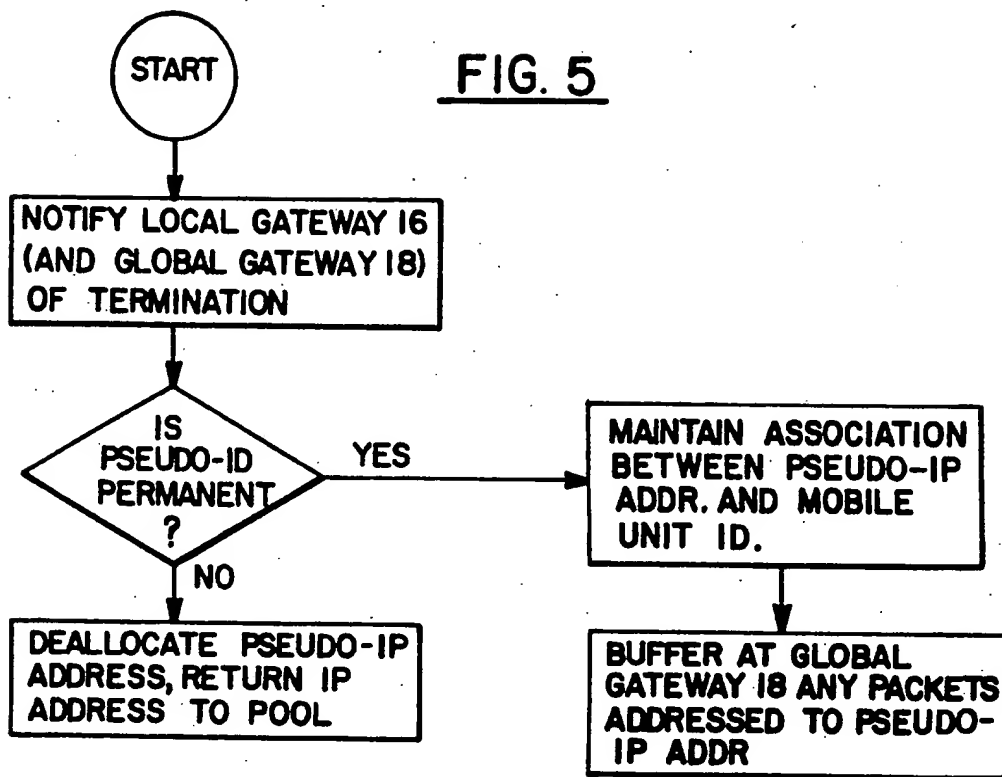 START
FIG. 5
NOTIFY LOCAL GATEWAY 16
(AND GLOBAL GATEWAY 18)
OF TERMINATION
IS
PSEUDO-ID
PERMANENT
?
YES
NO
MAINTAIN ASSOCIATION
BETWEEN PSEUDO-IP
ADDR. AND MOBILE
UNIT ID.
DEALLOCATE PSEUDO-IP
ADDRESS, RETURN IP
ADDRESS TO POOL
BUFFER AT GLOBAL
GATEWAY 18 ANY PACKETS
ADDRESSED TO PSEUDO-
IP ADDR